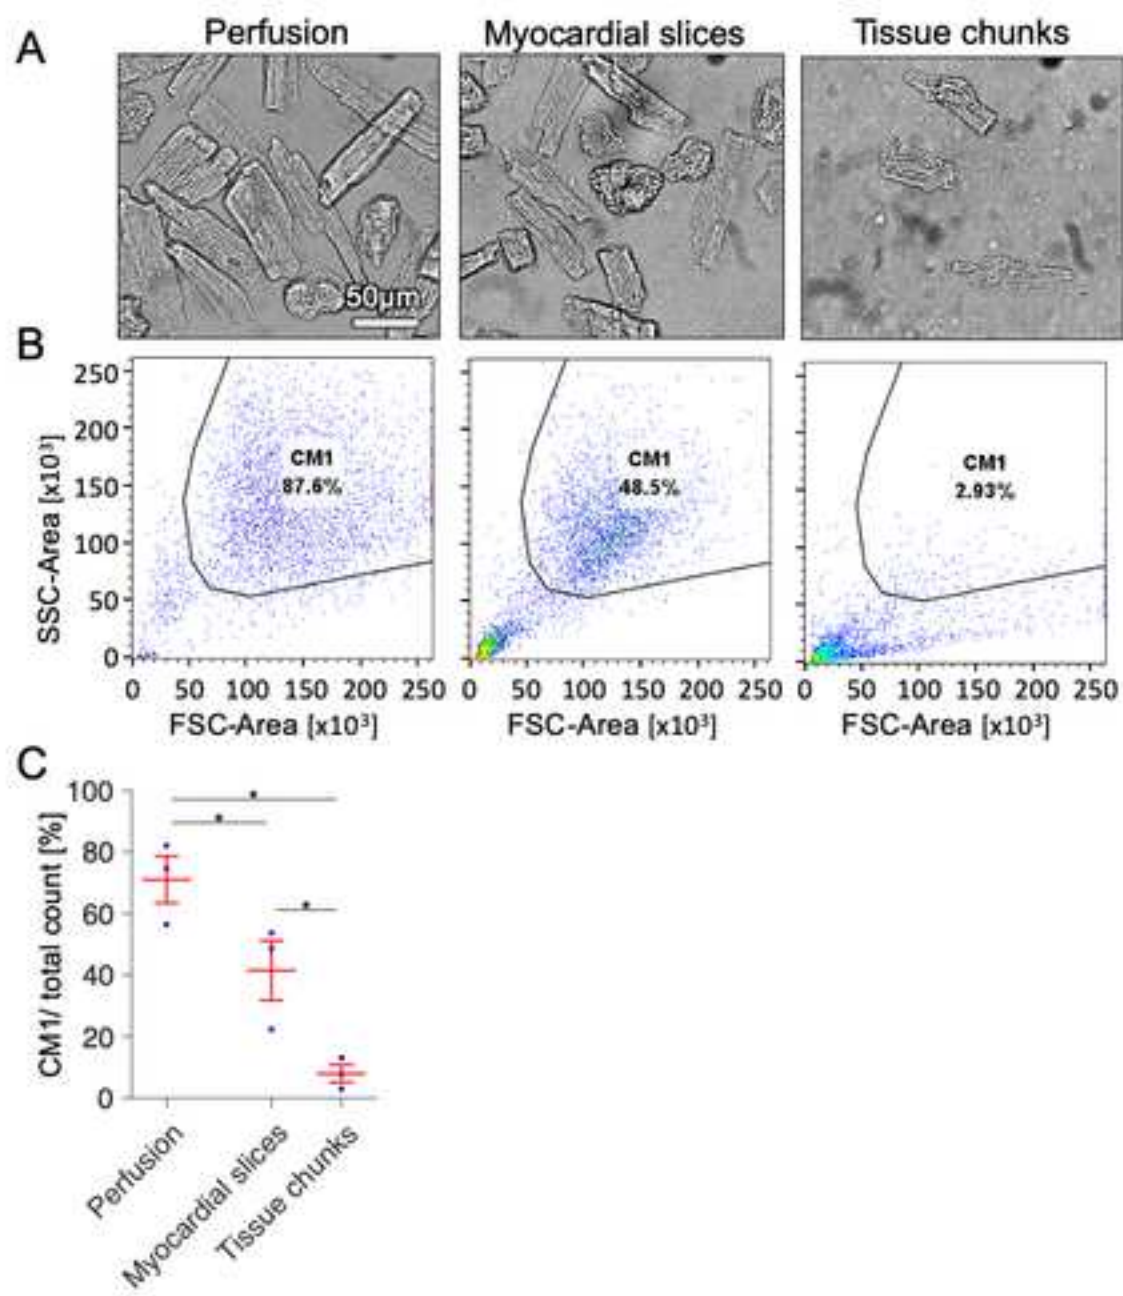 A
Perfusion
Myocardial slices
Tissue chunks
50µm
B
SSC-Area [x10³]
250
200
150
100
50
0
CM1
87.6%
CM1
48.5%
CM1
2.93%
0 50 100 150 200 250
0 50 100 150 200 250
0 50 100 150 200 250
FSC-Area [x10³]
FSC-Area [x10³]
FSC-Area [x10³]
C
CM1/ total count [%]
100
80
60
40
20
0
*
*
*
Perfusion
Myocardial slices
Tissue chunks